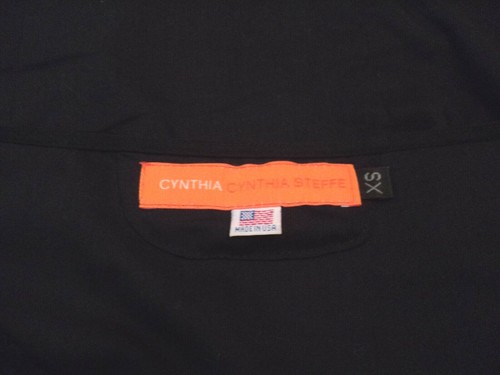 CYNTHIA CYNTHIA STEFFE
XS
MADE IN USA